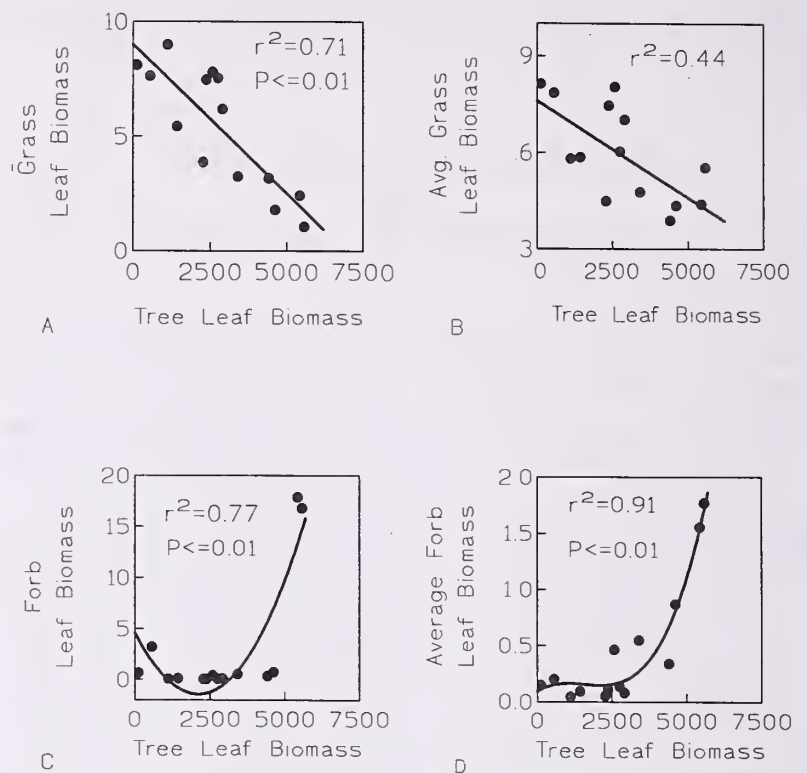 r²=0.71
P<=0.01
10
5
0
Grass
Leaf Biomass
0 2500 5000 7500
Tree Leaf Biomass
A
r²=0.44
9
6
3
Avg. Grass
Leaf Biomass
0 2500 5000 7500
Tree Leaf Biomass
B
r²=0.77
P<=0.01
20
15
10
5
0
Forb
Leaf Biomass
0 2500 5000 7500
Tree Leaf Biomass
C
r²=0.91
P<=0.01
2.0
1.5
1.0
0.5
0.0
Average Forb
Leaf Biomass
0 2500 5000 7500
Tree Leaf Biomass
D